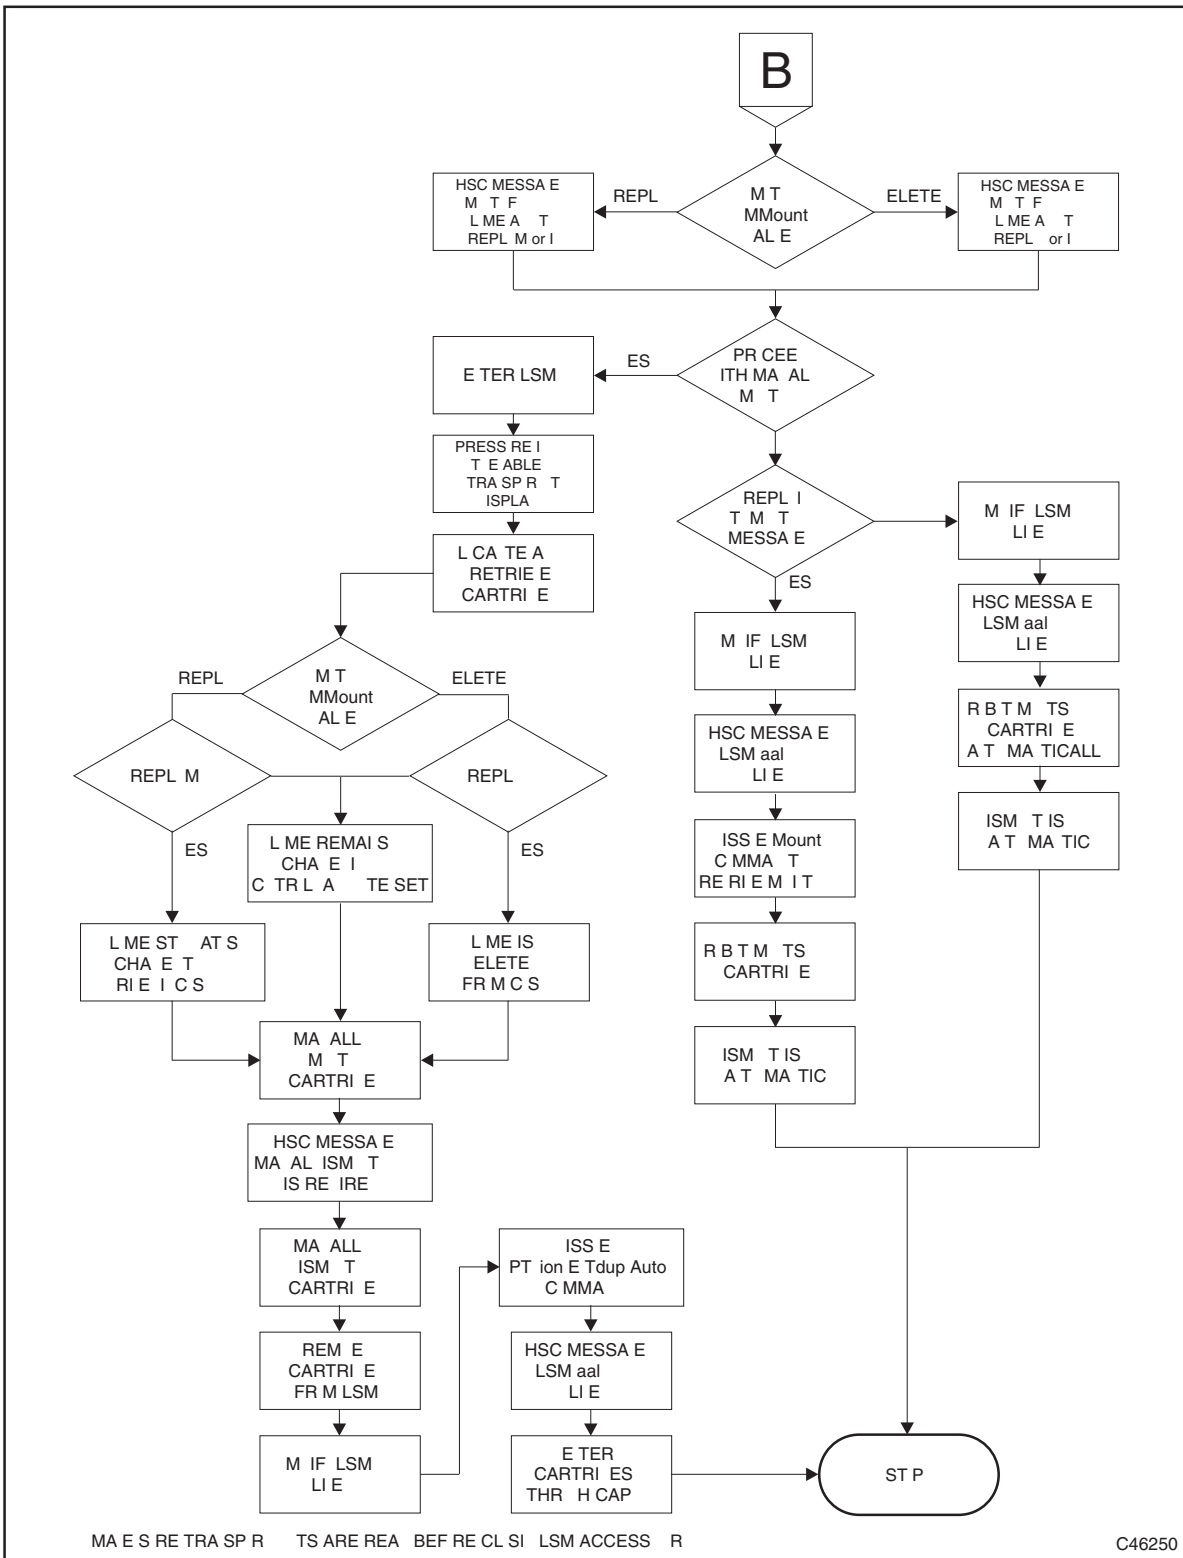 B
HSC MESSA E
M T F
L ME A T
REPL M or I
REPL
M T
MMount
AL E
ELETE
HSC MESSA E
M T F
L ME A T
REPL or I
E TER LSM
ES
PR CEE
ITH MA AL
M T
PRESS RE I
T E ABLE
TRA SP R T
ISPLA
REPL I
T M T
MESSA E
M IF LSM
LI E
L CA TE A
RETRIE E
CARTRI E
ES
HSC MESSA E
LSM aal
LI E
M IF LSM
LI E
REPL
M T
MMount
AL E
ELETE
R B T M TS
CARTRI E
A T MA TICALL
HSC MESSA E
LSM aal
LI E
REPL M
REPL
ISM T IS
A T MA TIC
ES
L ME REMAI S
CHA E I
C TR L A TE SET
ES
ISS E Mount
C MMA T
RE RI E M I T
L ME ST AT S
CHA E T
RI E I C S
L ME IS
ELETE
FR M C S
R B T M TS
CARTRI E
MA ALL
M T
CARTRI E
ISM T IS
A T MA TIC
HSC MESSA E
MA AL ISM T
IS RE IRE
MA ALL
ISM T
CARTRI E
ISS E
PT ion E Tdup Auto
C MMA
REM E
CARTRI E
FR M LSM
HSC MESSA E
LSM aal
LI E
M IF LSM
LI E
E TER
CARTRI ES
THR H CAP
ST P
MA E S RE TRA SP R TS ARE REA BEF RE CL SI LSM ACCESS R
C46250